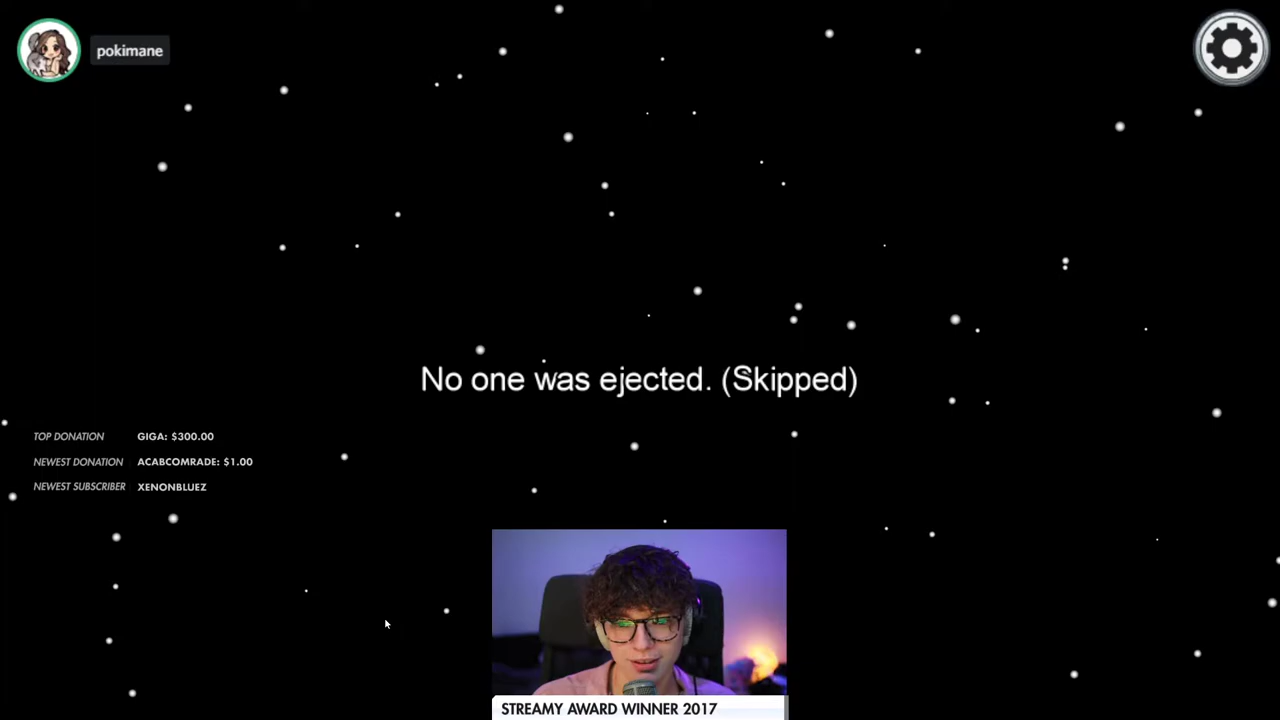 pokimane
No one was ejected. (Skipped)
TOP DONATION GIGA: $300.00
NEWEST DONATION ACABCOMRADE: $1.00
NEWEST SUBSCRIBER XENONBLUEZ
STREAMY AWARD WINNER 2017